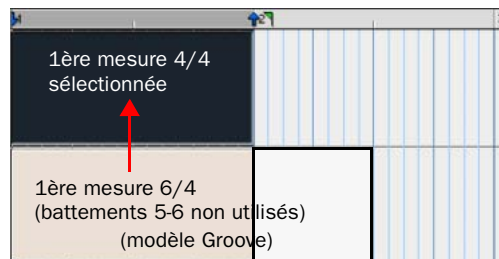 1ère mesure 4/4
sélectionnée
1ère mesure 6/4
(battements 5-6 non utilisés)
(modèle Groove)